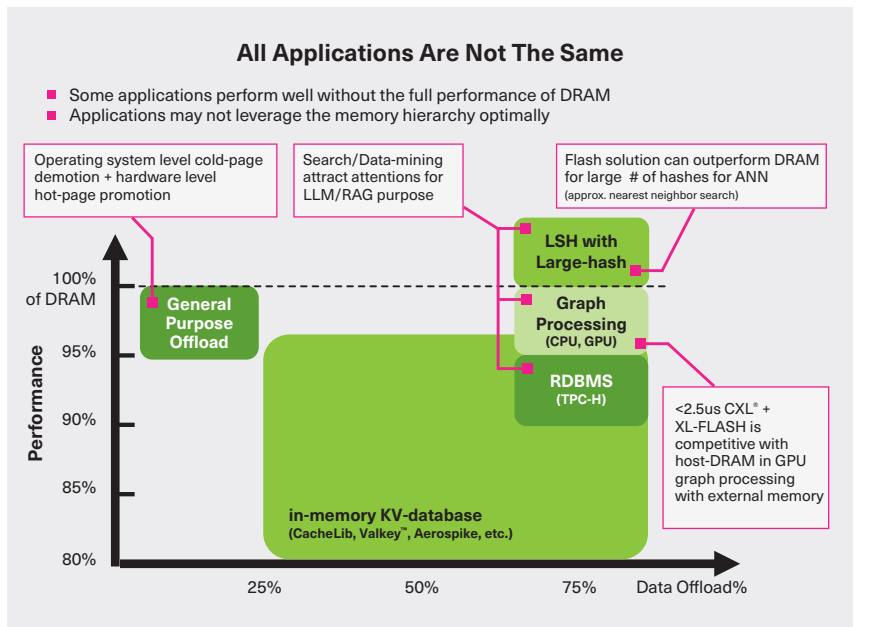 All Applications Are Not The Same
Some applications perform well without the full performance of DRAM
Applications may not leverage the memory hierarchy optimally
Operating system level cold-page
demotion + hardware level
hot-page promotion
Search/Data-mining
attract attentions for
LLM/RAG purpose
Flash solution can outperform DRAM
for large # of hashes for ANN
(approx. nearest neighbor search)
LSH with
Large-hash
100%
of DRAM
General
Purpose
Offload
Graph
Processing
(CPU, GPU)
95%
RDBMS
(TPC-H)
<2.5us CXL® +
XL-FLASH is
competitive with
host-DRAM in GPU
graph processing
with external memory
Performance
90%
85%
in-memory KV-database
(CacheLib, Valkey™, Aerospike, etc.)
80%
25%
50%
75%
Data Offload%